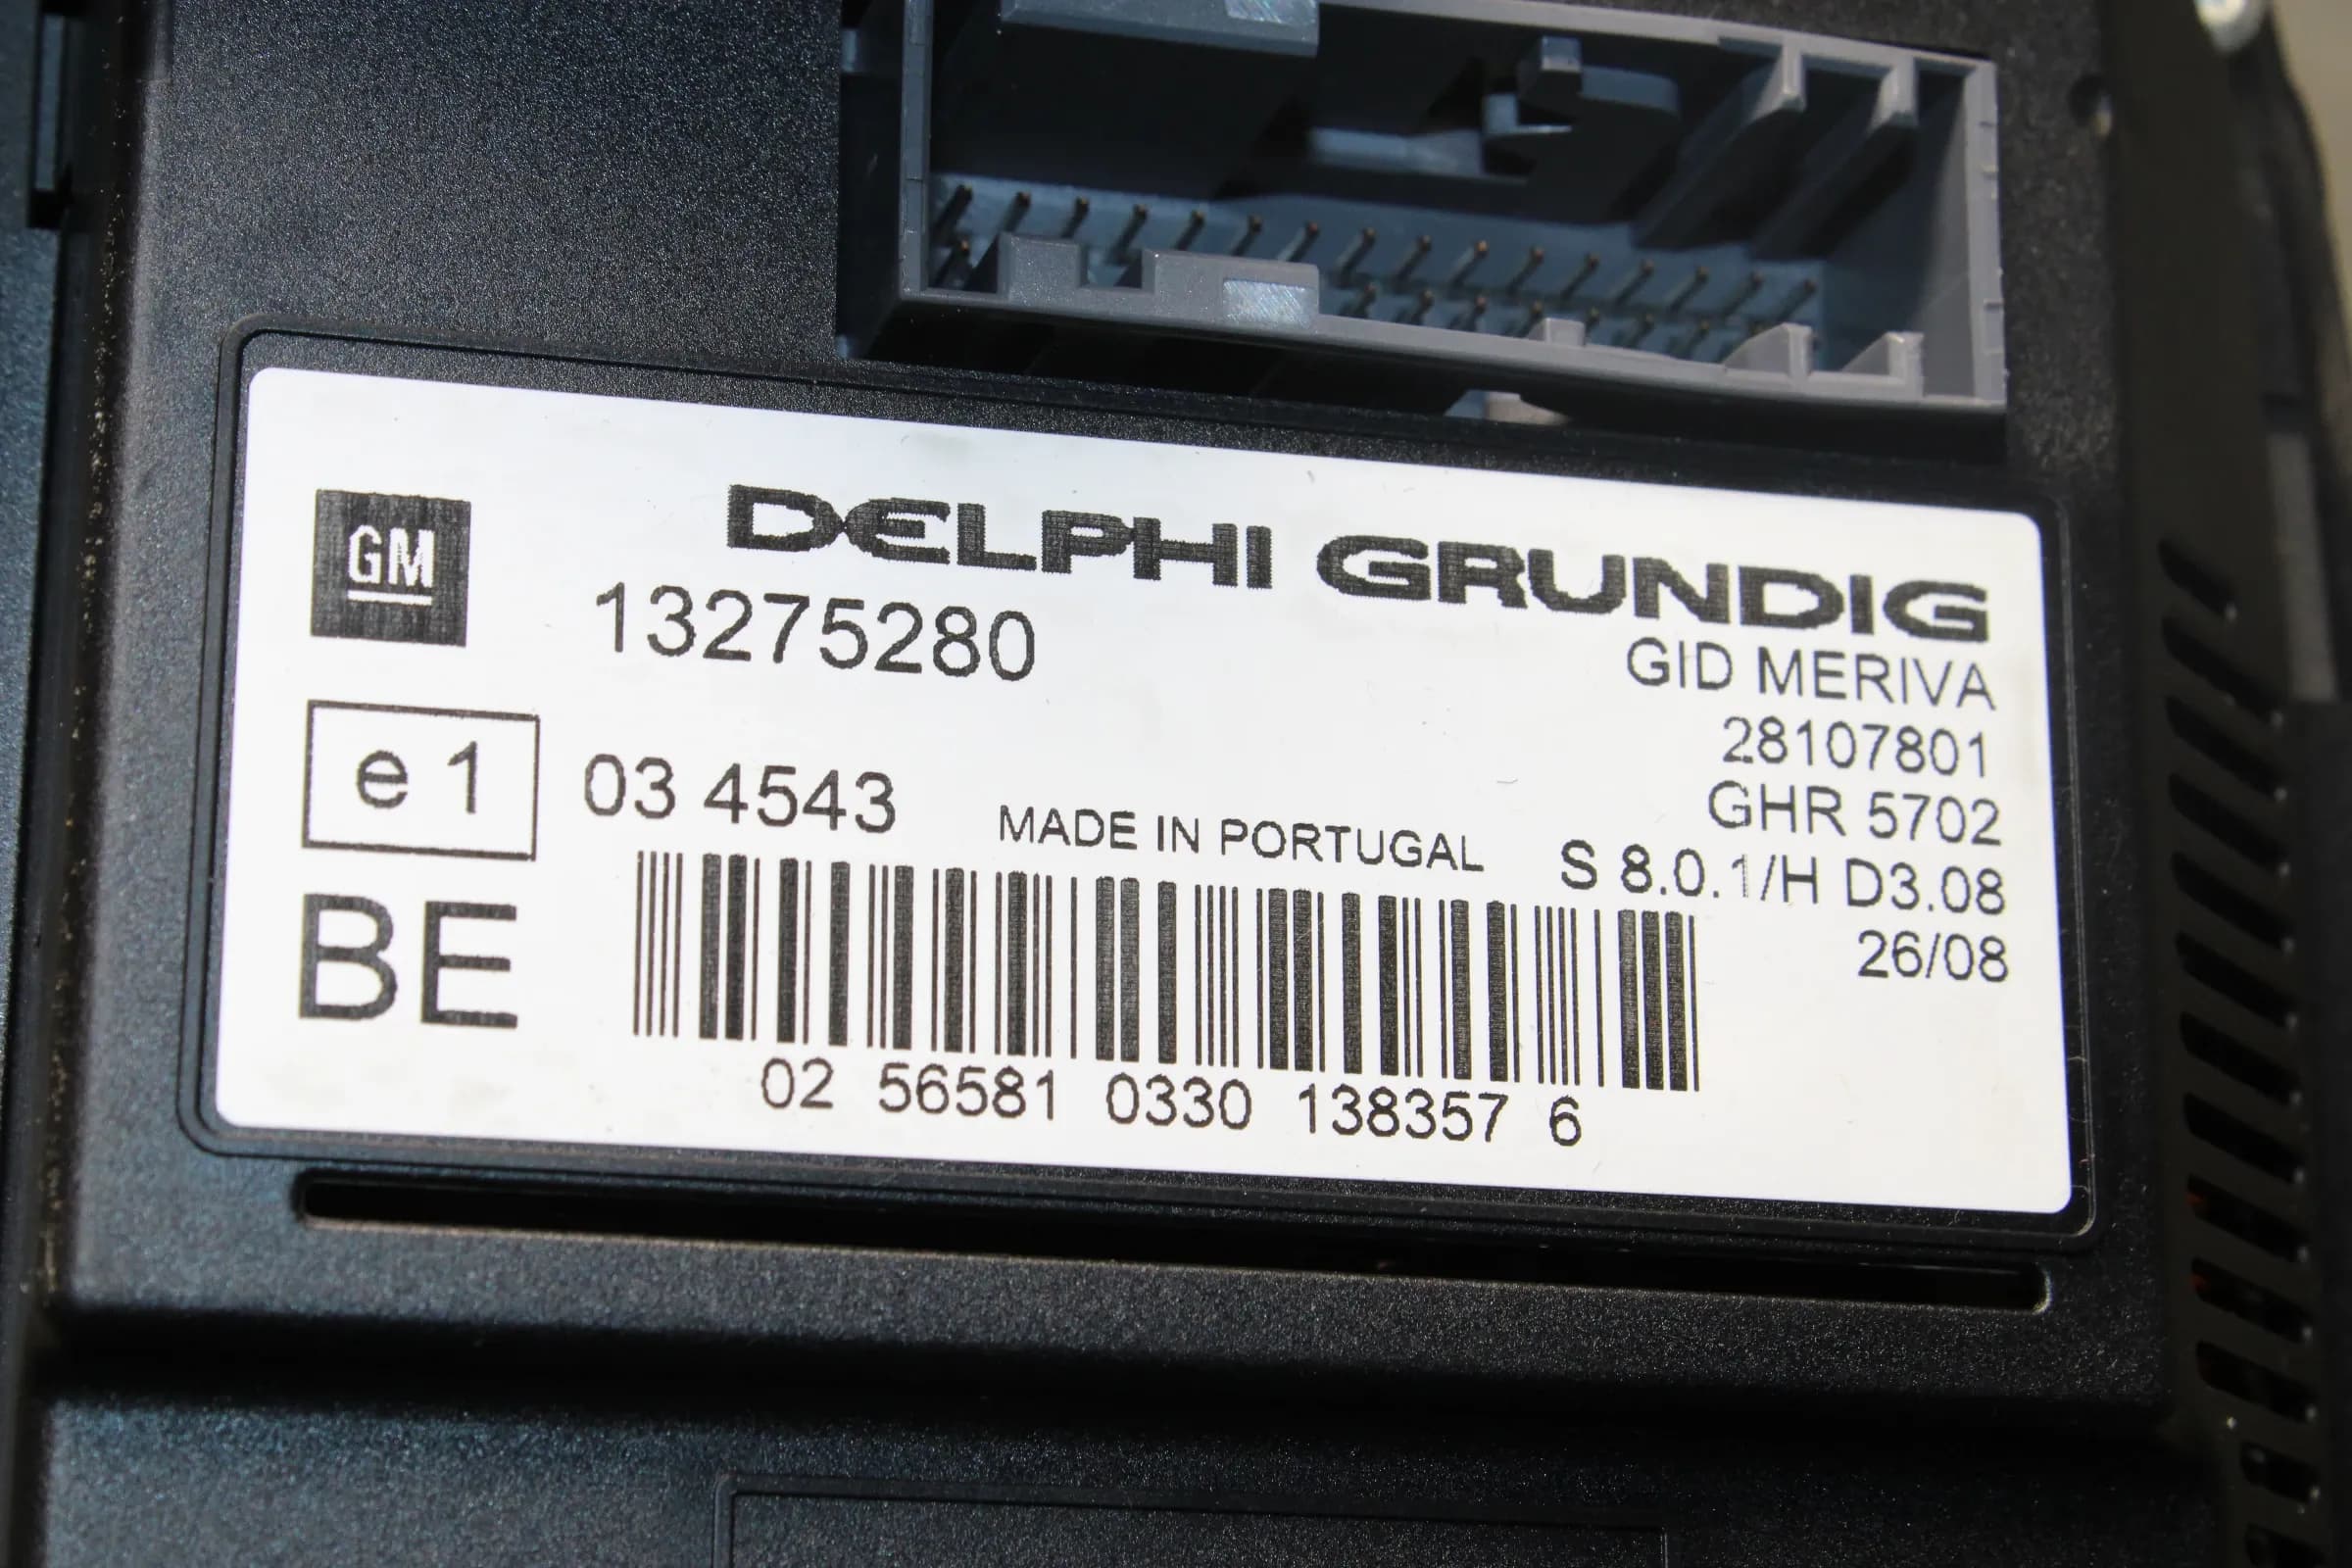 GM
DELPHI GRUNDIG
13275280
GID MERIVA
28107801
e1
03 4543
GHR 5702
MADE IN PORTUGAL
S 8.0.1/H D3.08
BE
26/08
02 56581 0330 138357 6